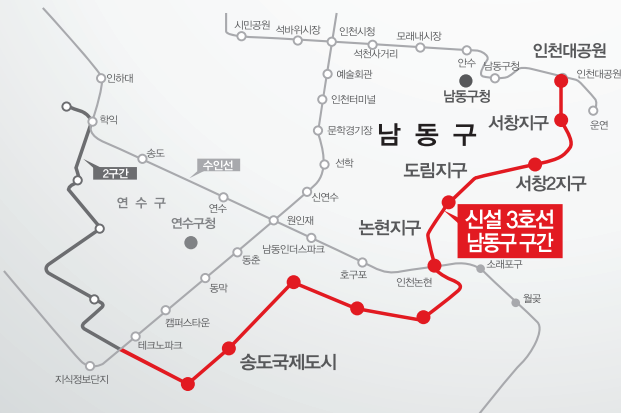 시민공원
석바위시장
인천시청
석천사거리
모래내시장
안수
남동구청
인천대공원
인천대공원
운연
예술회관
인천터미널
문학경기장
선학
신연수
남동구청
남동구
서창지구
도림지구
서창2지구
논현지구
신설 3호선
남동구 구간
인하대
학익
송도
2구간
수인선
연수구
연수
연수구청
원인재
남동인더스파크
호구포
인천논현
소래포구
월곶
동춘
동막
캠퍼스타운
테크노파크
지식정보단지
송도국제도시